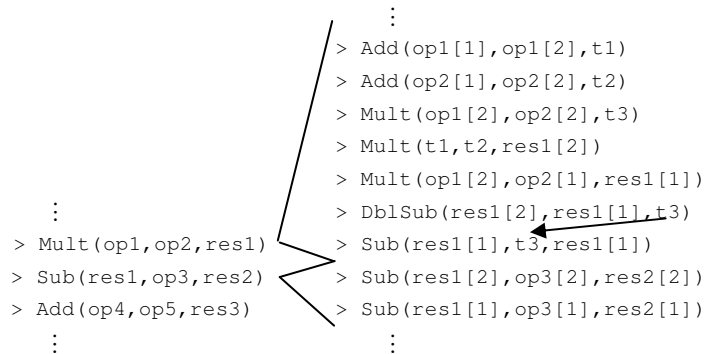 ⋮
> Add(op1[1],op1[2],t1)
> Add(op2[1],op2[2],t2)
> Mult(op1[2],op2[2],t3)
> Mult(t1,t2,res1[2])
> Mult(op1[2],op2[1],res1[1])
> DblSub(res1[2],res1[1],t3)
> Sub(res1[1],t3,res1[1])
> Sub(res1[2],op3[2],res2[2])
> Sub(res1[1],op3[1],res2[1])
⋮
⋮
> Mult(op1,op2,res1)
> Sub(res1,op3,res2)
> Add(op4,op5,res3)
⋮